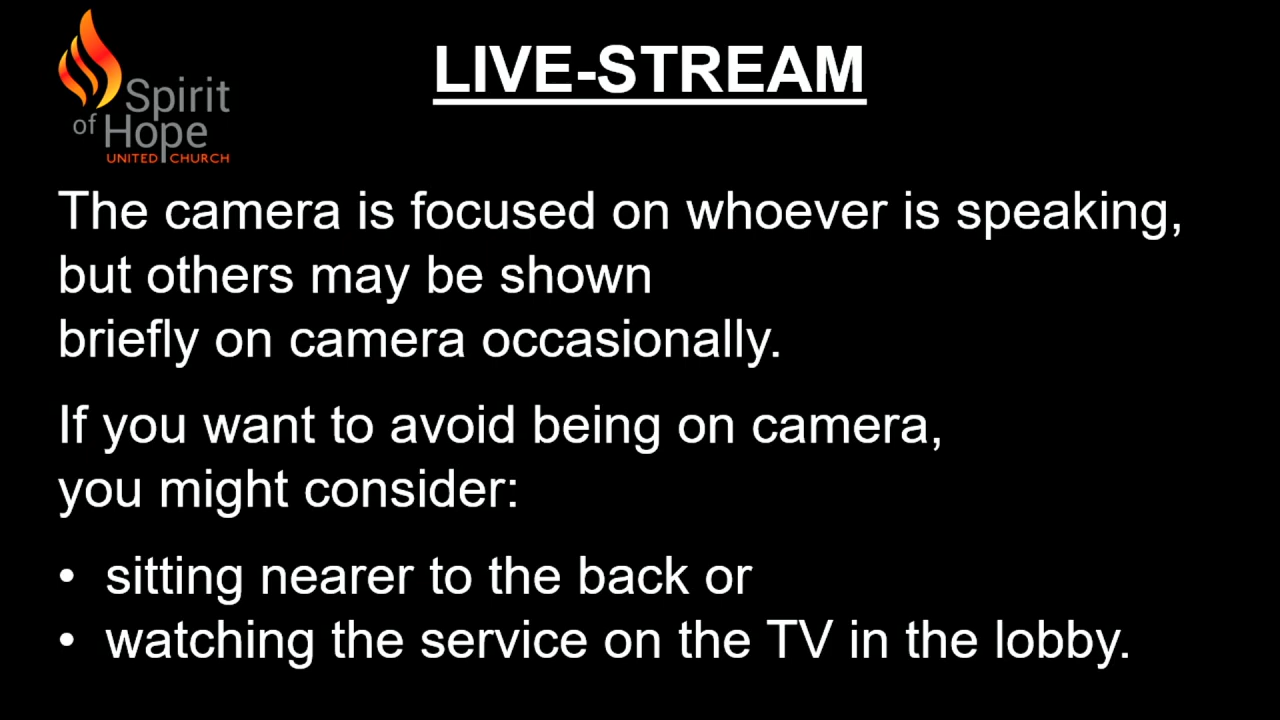 Spirit
of Hope
UNITED CHURCH
LIVE-STREAM
The camera is focused on whoever is speaking,
but others may be shown
briefly on camera occasionally.
If you want to avoid being on camera,
you might consider:
• sitting nearer to the back or
• watching the service on the TV in the lobby.